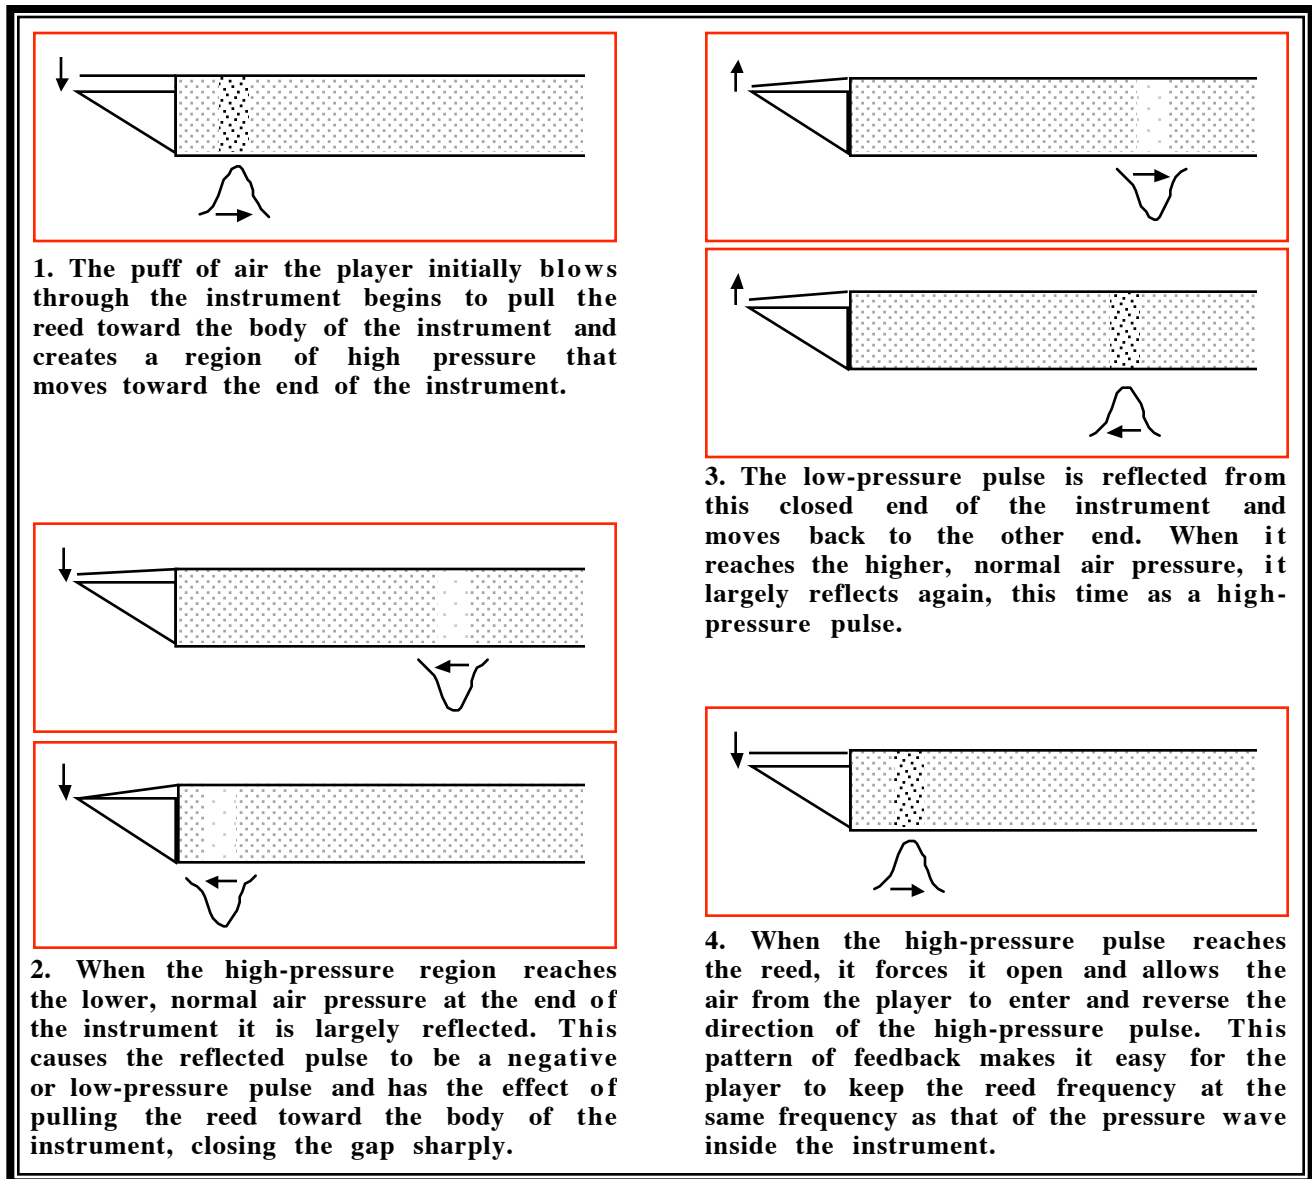 1. The puff of air the player initially blows
through the instrument begins to pull the
reed toward the body of the instrument and
creates a region of high pressure that
moves toward the end of the instrument.
2. When the high-pressure region reaches
the lower, normal air pressure at the end of
the instrument it is largely reflected. This
causes the reflected pulse to be a negative
or low-pressure pulse and has the effect of
pulling the reed toward the body of the
instrument, closing the gap sharply.
3. The low-pressure pulse is reflected from
this closed end of the instrument and
moves back to the other end. When it
reaches the higher, normal air pressure, it
largely reflects again, this time as a high-
pressure pulse.
4. When the high-pressure pulse reaches
the reed, it forces it open and allows the
air from the player to enter and reverse the
direction of the high-pressure pulse. This
pattern of feedback makes it easy for the
player to keep the reed frequency at the
same frequency as that of the pressure wave
inside the instrument.